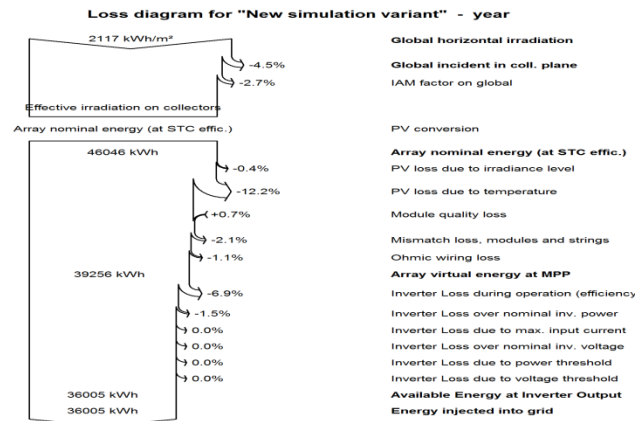 Loss diagram for "New simulation variant" - year
2117 kWh/m² Global horizontal irradiation
-4.5% Global incident in coll. plane
-2.7% IAM factor on global
Effective irradiation on collectors
Array nominal energy (at STC effic.) PV conversion
46046 kWh Array nominal energy (at STC effic.)
-0.4% PV loss due to irradiance level
-12.2% PV loss due to temperature
+0.7% Module quality loss
-2.1% Mismatch loss, modules and strings
-1.1% Ohmic wiring loss
39256 kWh Array virtual energy at MPP
-6.9% Inverter Loss during operation (efficiency
-1.5% Inverter Loss over nominal inv. power
0.0% Inverter Loss due to max. input current
0.0% Inverter Loss over nominal inv. voltage
0.0% Inverter Loss due to power threshold
0.0% Inverter Loss due to voltage threshold
36005 kWh Available Energy at Inverter Output
36005 kWh Energy injected into grid